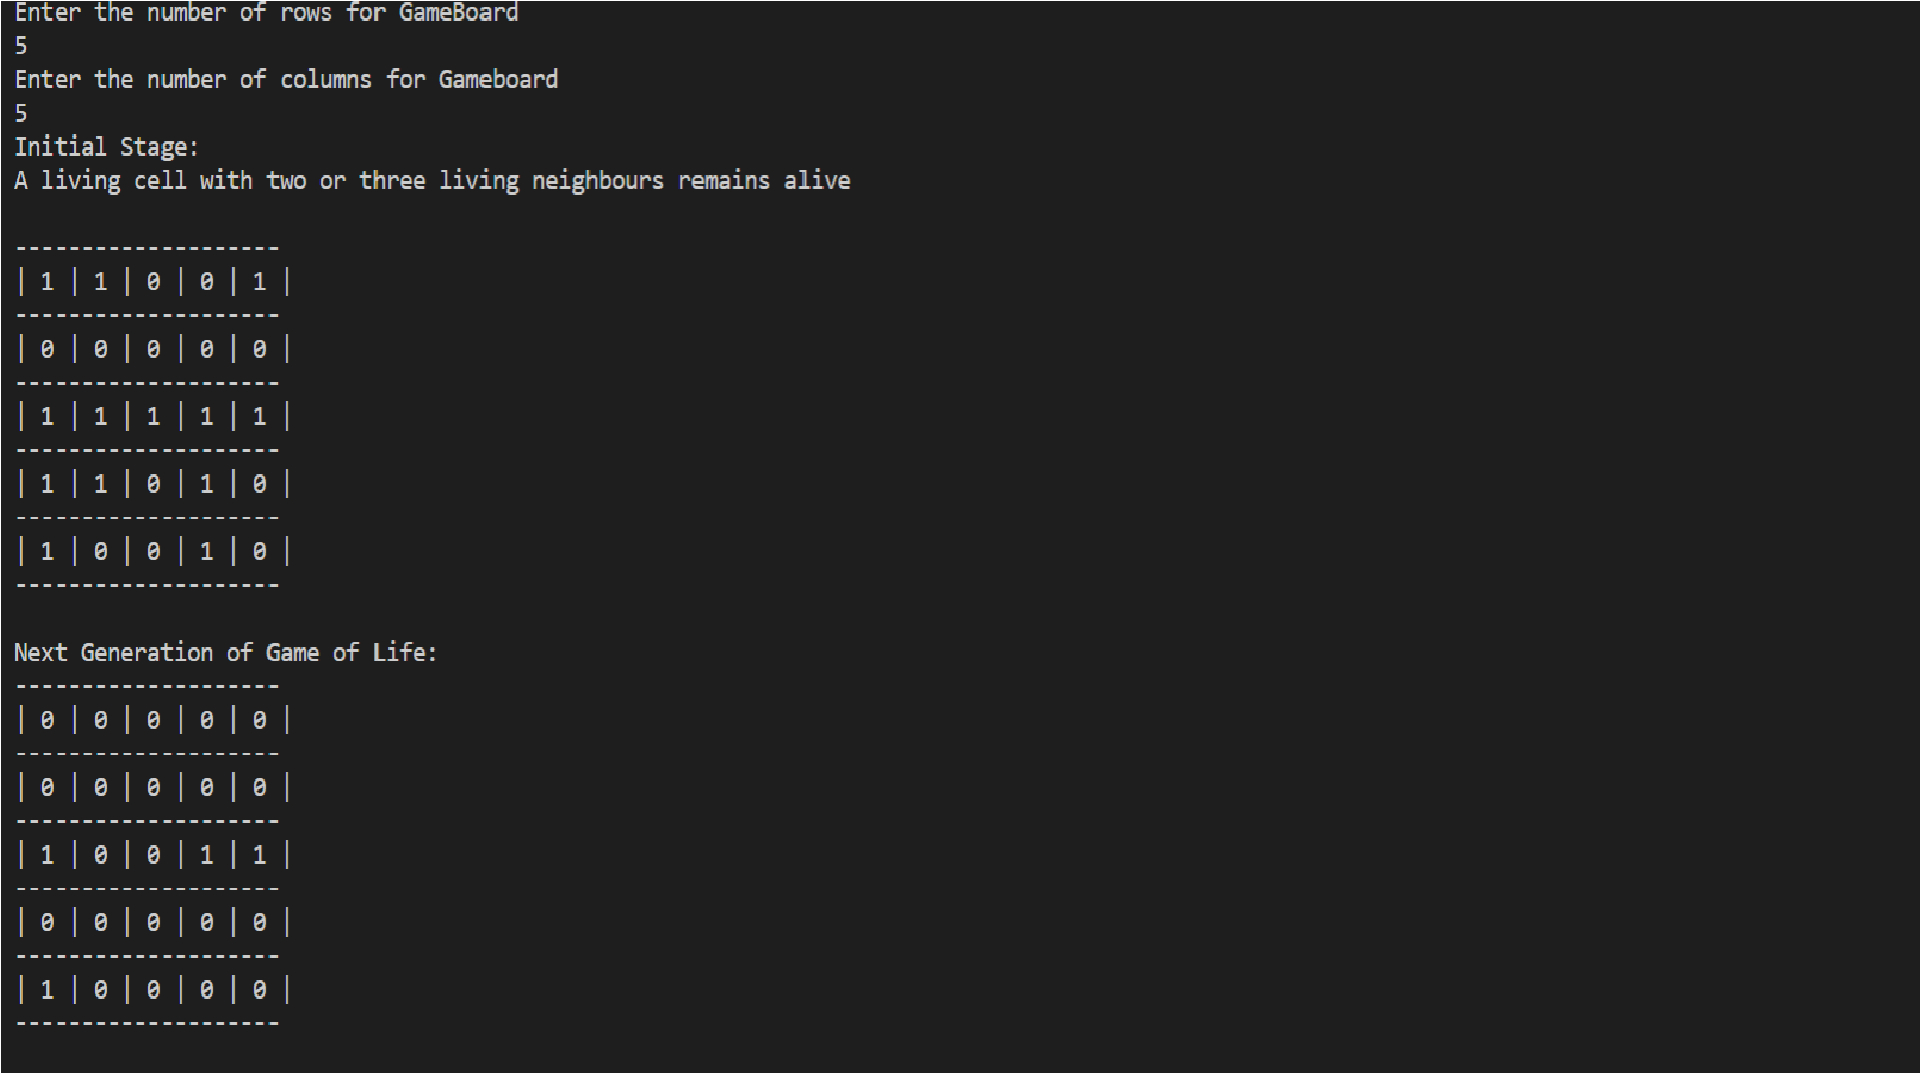 Enter the number of rows for GameBoard
5
Enter the number of columns for Gameboard
5
Initial Stage:
A living cell with two or three living neighbours remains alive
--------------------
| 1 | 1 | 0 | 0 | 1 |
--------------------
| 0 | 0 | 0 | 0 | 0 |
--------------------
| 1 | 1 | 1 | 1 | 1 |
--------------------
| 1 | 1 | 0 | 1 | 0 |
--------------------
| 1 | 0 | 0 | 1 | 0 |
--------------------
Next Generation of Game of Life:
--------------------
| 0 | 0 | 0 | 0 | 0 |
--------------------
| 0 | 0 | 0 | 0 | 0 |
--------------------
| 1 | 0 | 0 | 1 | 1 |
--------------------
| 0 | 0 | 0 | 0 | 0 |
--------------------
| 1 | 0 | 0 | 0 | 0 |
--------------------